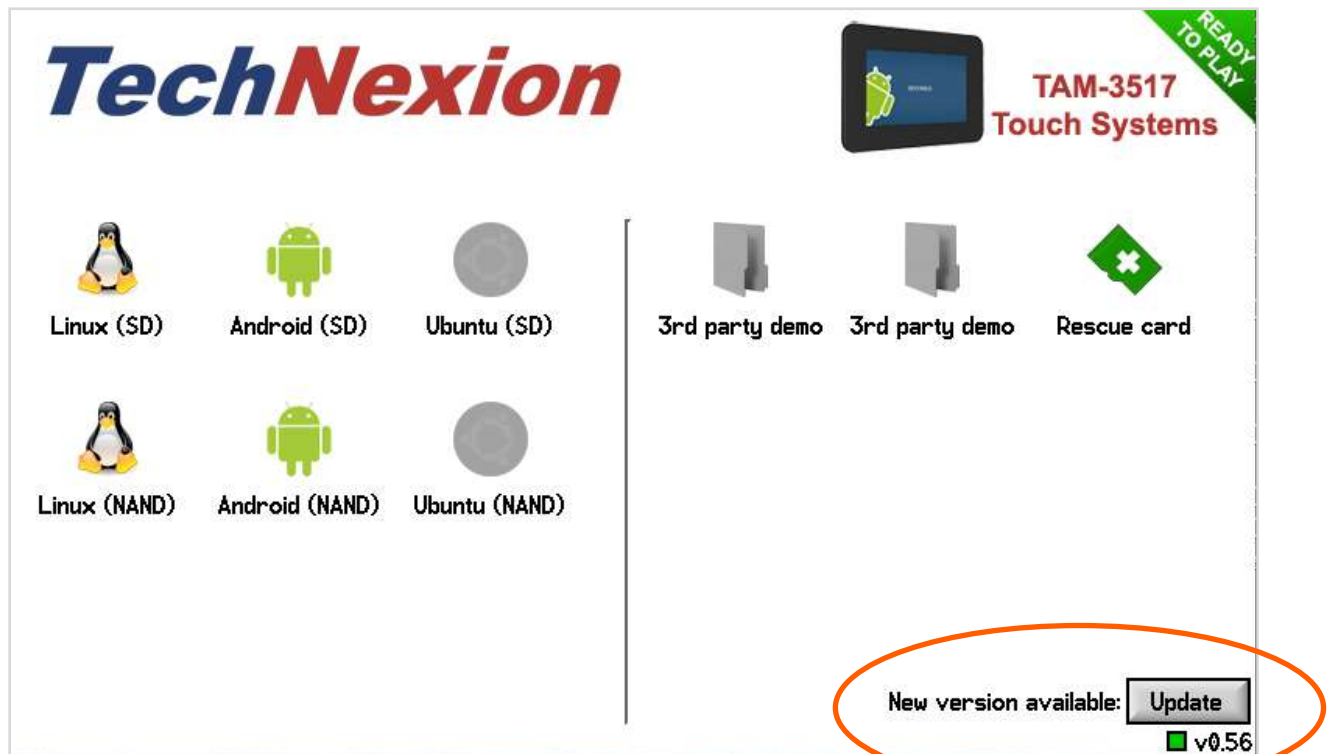 TechNexion
READY
TO PLAY
TAM-3517
Touch Systems
Linux (SD) Android (SD) Ubuntu (SD) 3rd party demo 3rd party demo Rescue card
Linux (NAND) Android (NAND) Ubuntu (NAND)
New version available: Update
v0.56